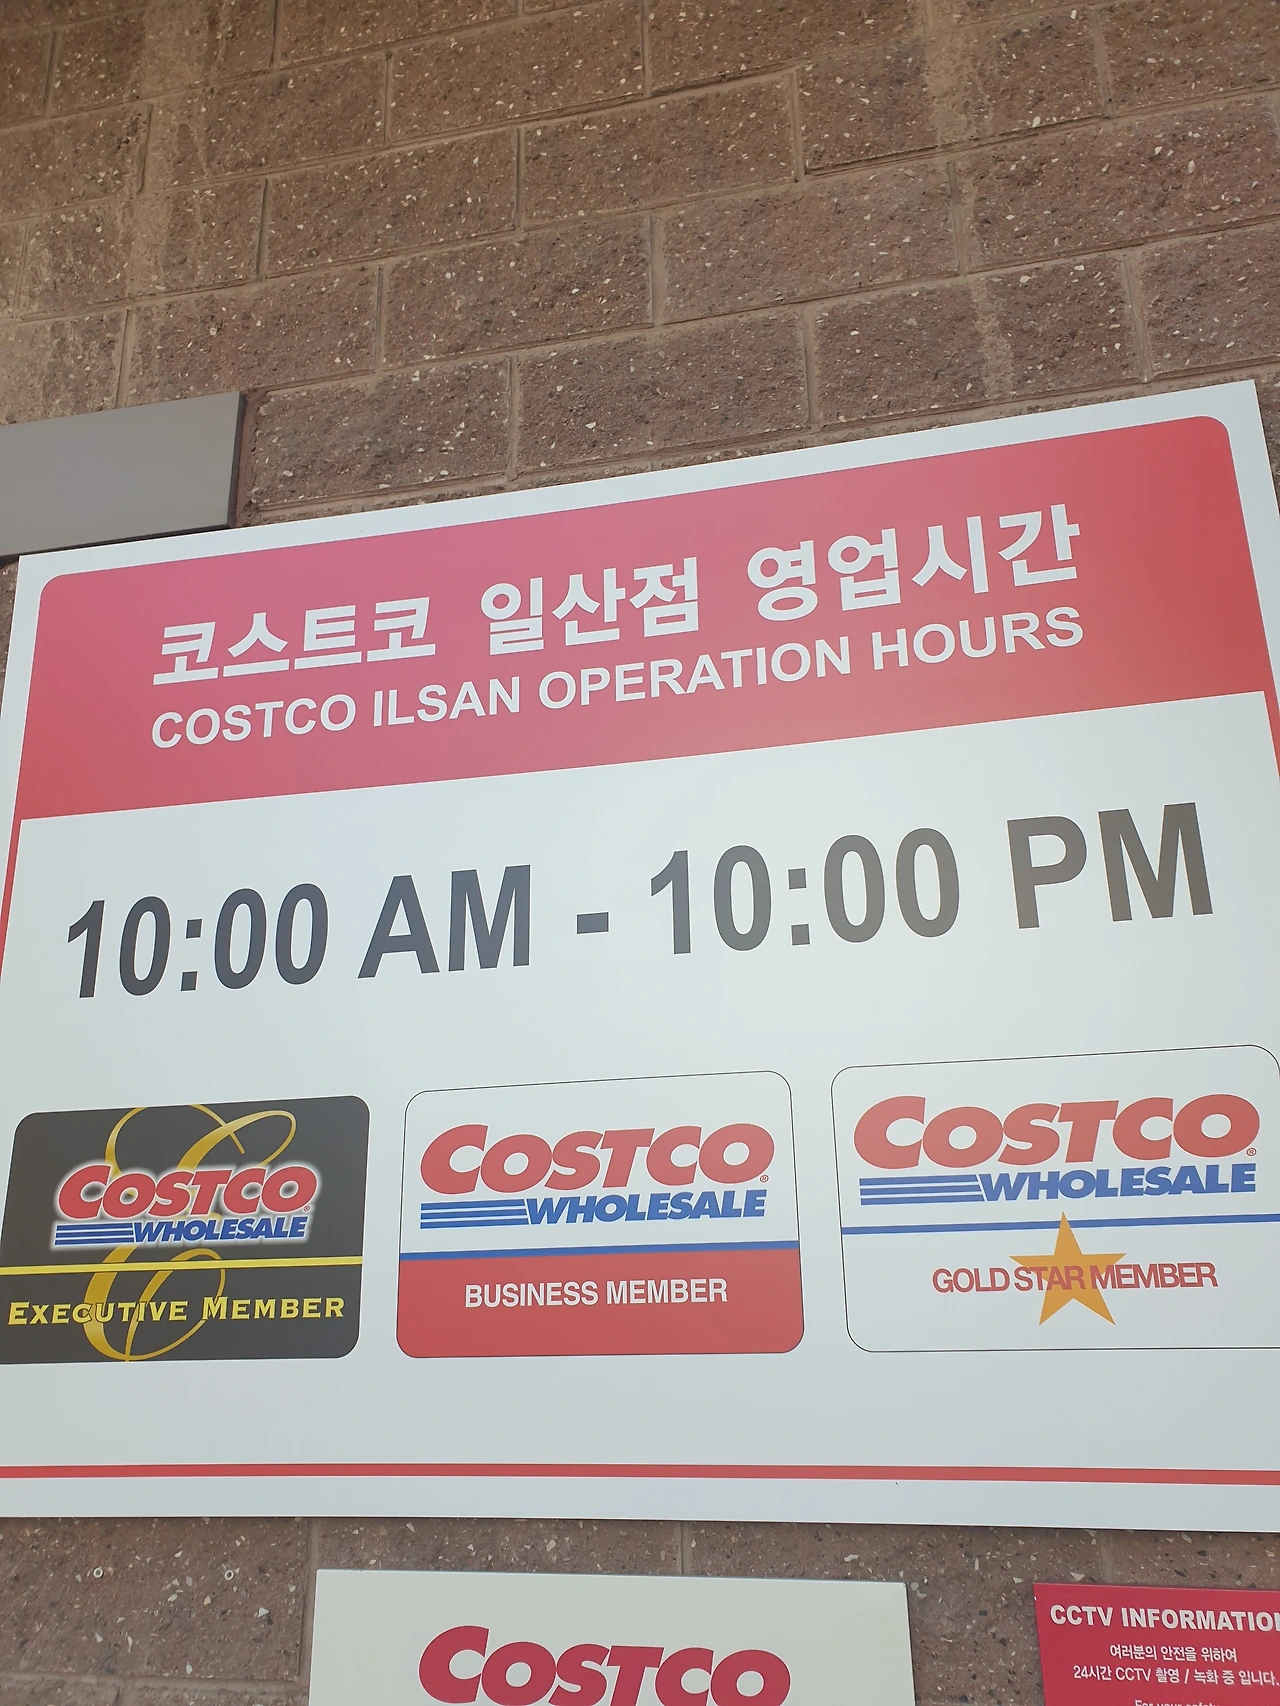 코스트코 일산점 영업시간
COSTCO ILSAN OPERATION HOURS
10:00 AM - 10:00 PM
COSTCO
WHOLESALE
EXECUTIVE MEMBER
COSTCO®
WHOLESALE
BUSINESS MEMBER
COSTCO®
WHOLESALE
GOLD STAR MEMBER
COSTCO
CCTV INFORMATION
여러분의 안전을 위하여
24시간 CCTV 촬영 / 녹화 중 입니다.
For your safety